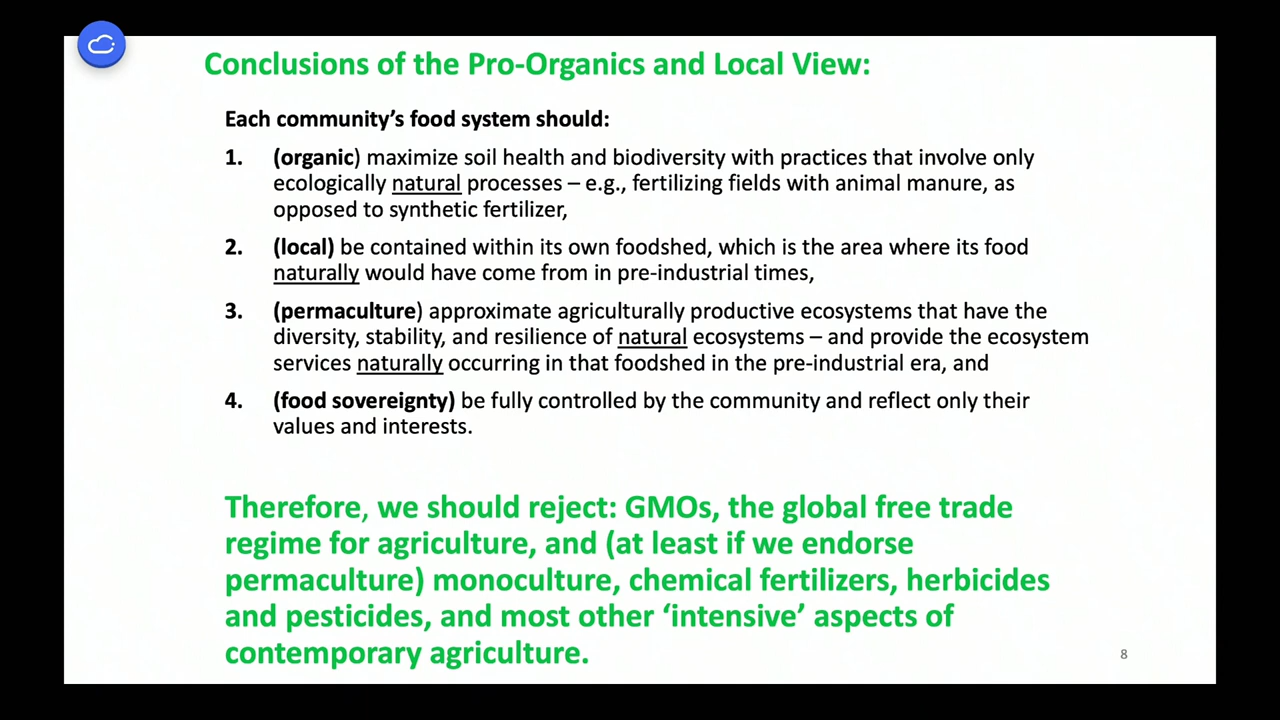 Conclusions of the Pro-Organics and Local View:
Each community’s food system should:
1. (organic) maximize soil health and biodiversity with practices that involve only
ecologically natural processes – e.g., fertilizing fields with animal manure, as
opposed to synthetic fertilizer,
2. (local) be contained within its own foodshed, which is the area where its food
naturally would have come from in pre-industrial times,
3. (permaculture) approximate agriculturally productive ecosystems that have the
diversity, stability, and resilience of natural ecosystems – and provide the ecosystem
services naturally occurring in that foodshed in the pre-industrial era, and
4. (food sovereignty) be fully controlled by the community and reflect only their
values and interests.
Therefore, we should reject: GMOs, the global free trade
regime for agriculture, and (at least if we endorse
permaculture) monoculture, chemical fertilizers, herbicides
and pesticides, and most other ‘intensive’ aspects of
contemporary agriculture.
8